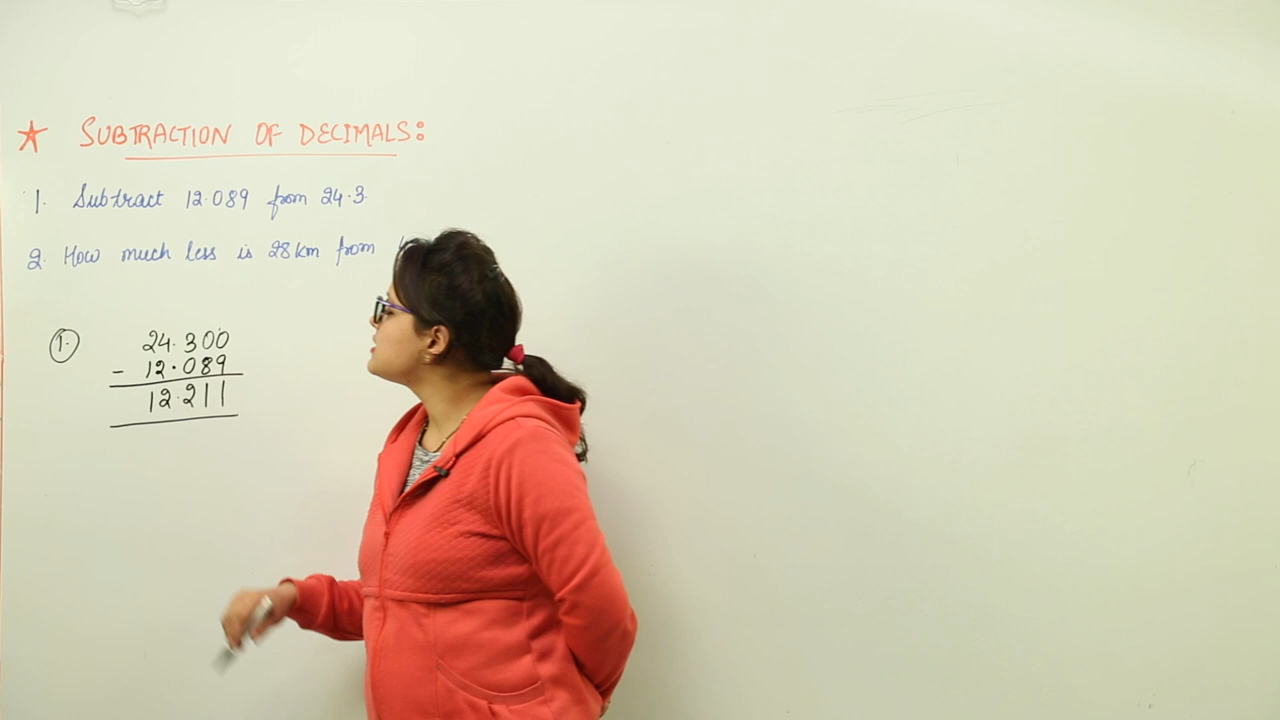 ★ SUBTRACTION OF DECIMALS:
1. Subtract 12.089 from 24.3.
2. How much less is 28km from
1. 24.300
- 12.089
12.211